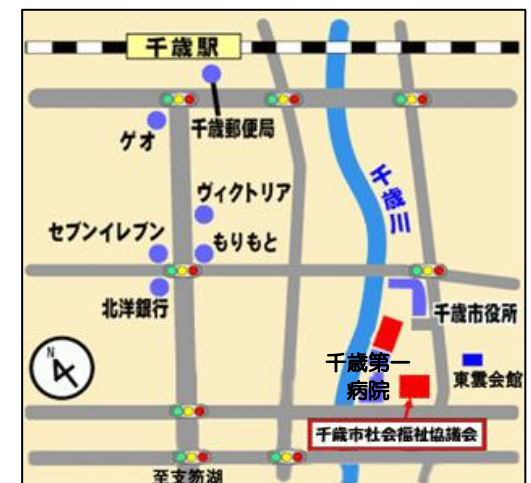 千歳駅
千歳郵便局
ゲオ
千歳川
ヴィクトリア
セブンイレブン
もりもと
北洋銀行
千歳市役所
N
千歳第一
病院
東雲会館
千歳市社会福祉協議会
至支笏湖